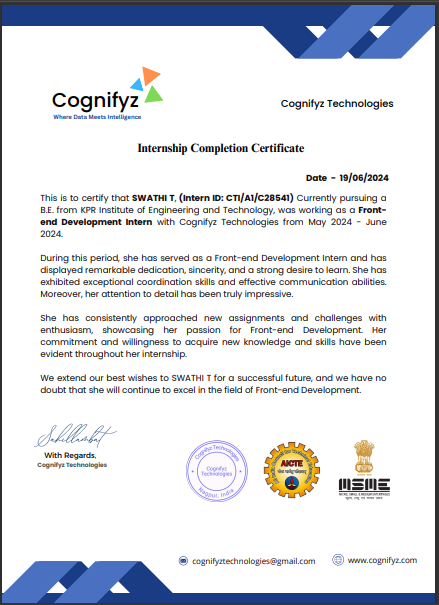 Cognifyz
Where Data Meets Intelligence
Cognifyz Technologies
Internship Completion Certificate
Date - 19/06/2024
This is to certify that SWATHI T, (Intern ID: CTI/A1/C28541) Currently pursuing a
B.E. from KPR Institute of Engineering and Technology, was working as a Front-
end Development Intern with Cognifyz Technologies from May 2024 - June
2024.
During this period, she has served as a Front-end Development Intern and has
displayed remarkable dedication, sincerity, and a strong desire to learn. She has
exhibited exceptional coordination skills and effective communication abilities.
Moreover, her attention to detail has been truly impressive.
She has consistently approached new assignments and challenges with
enthusiasm, showcasing her passion for Front-end Development. Her
commitment and willingness to acquire new knowledge and skills have been
evident throughout her internship.
We extend our best wishes to SWATHI T for a successful future, and we have no
doubt that she will continue to excel in the field of Front-end Development.
With Regards,
Cognifyz Technologies
Cognifyz Technologies
Cognifyz
Technologies
Nagpur, India
AICTE
MSME
MICRO, SMALL & MEDIUM ENTERPRISES
cognifyztechnologies@gmail.com
www.cognifyz.com